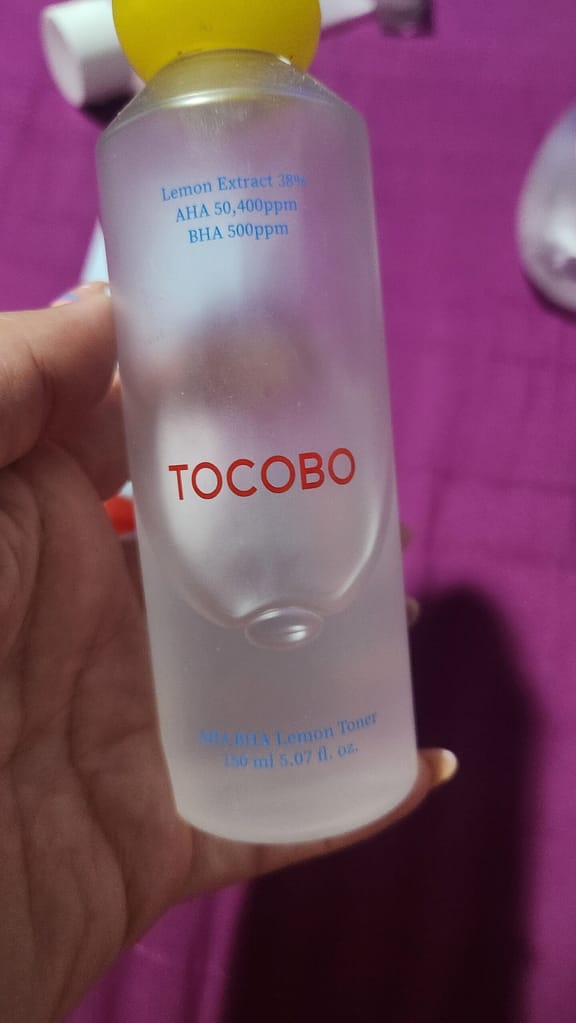 Lemon Extract 38%
AHA 50,400ppm
BHA 500ppm
TOCOBO
AHA BHA Lemon Toner
150 ml 5.07 fl. oz.